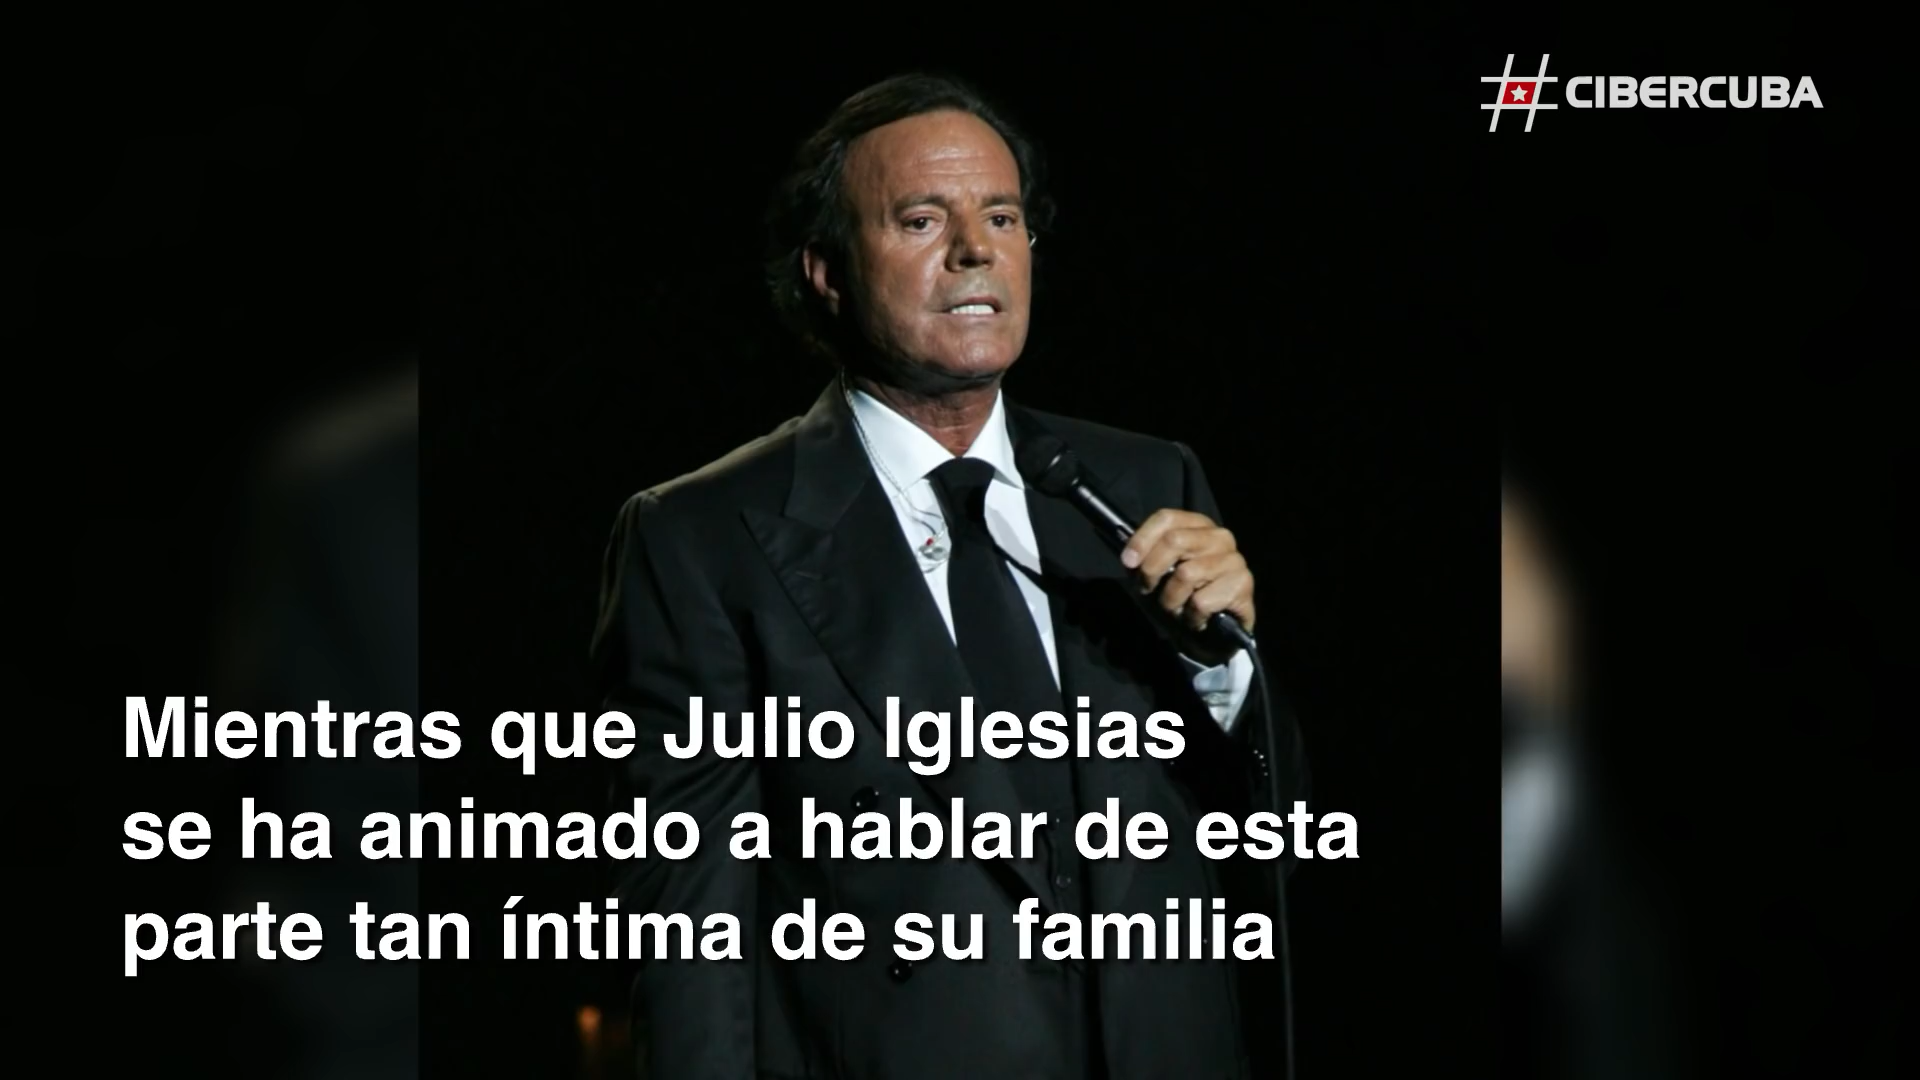 #CIBERCUBA
Mientras que Julio Iglesias
se ha animado a hablar de esta
parte tan íntima de su familia